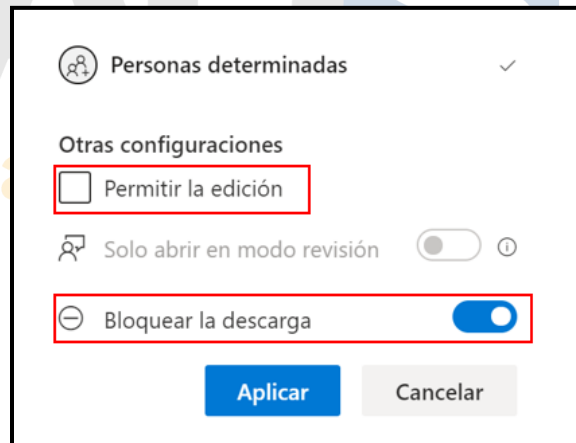 Personas determinadas
Otras configuraciones
Permitir la edición
Solo abrir en modo revisión
Bloquear la descarga
Aplicar Cancelar